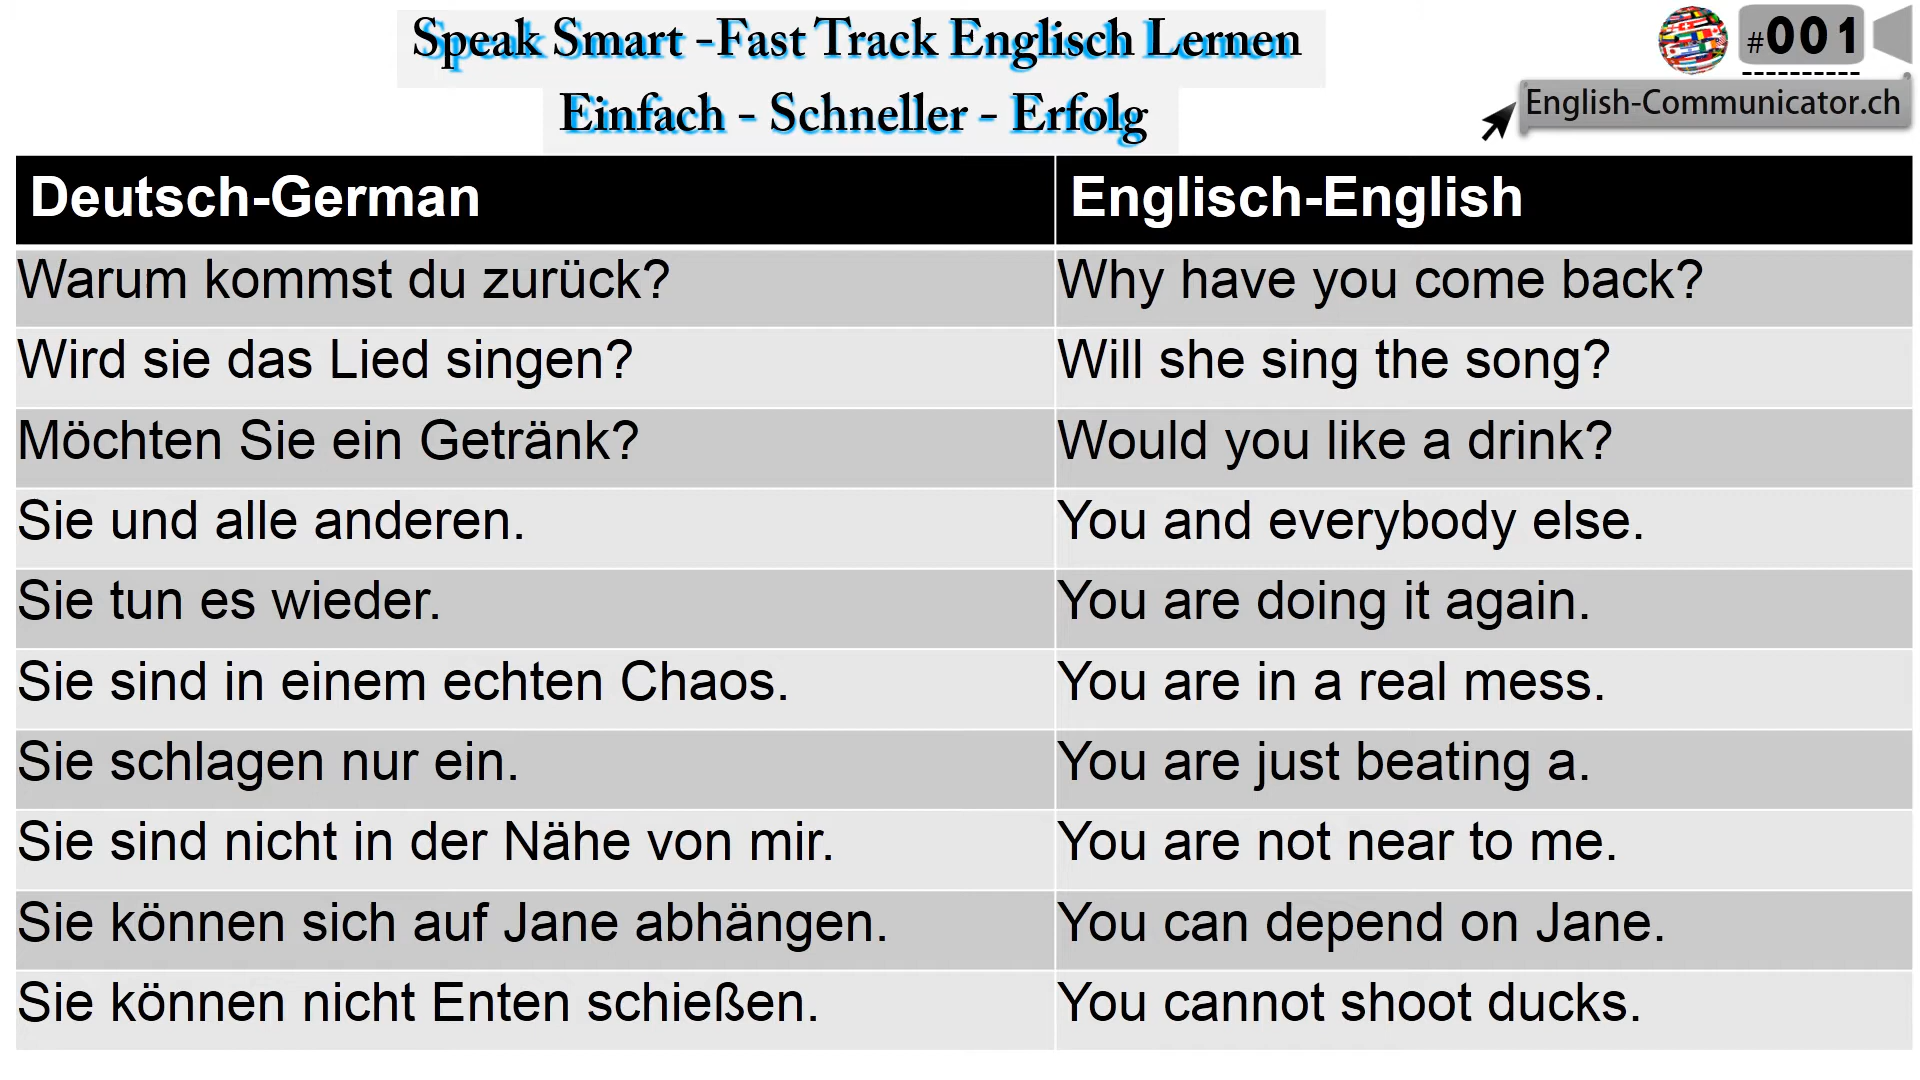 Speak Smart -Fast Track Englisch Lernen
Einfach - Schneller - Erfolg
#001
English-Communicator.ch
Deutsch-German Englisch-English
Warum kommst du zurück? Why have you come back?
Wird sie das Lied singen? Will she sing the song?
Möchten Sie ein Getränk? Would you like a drink?
Sie und alle anderen. You and everybody else.
Sie tun es wieder. You are doing it again.
Sie sind in einem echten Chaos. You are in a real mess.
Sie schlagen nur ein. You are just beating a.
Sie sind nicht in der Nähe von mir. You are not near to me.
Sie können sich auf Jane abhängen. You can depend on Jane.
Sie können nicht Enten schießen. You cannot shoot ducks.